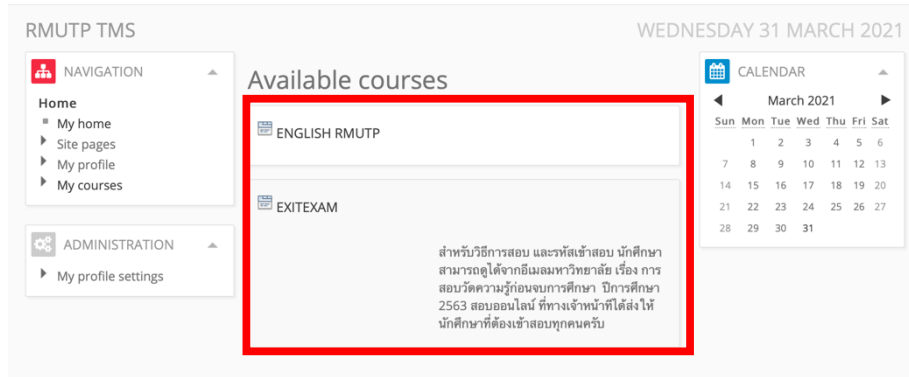 RMUTP TMS
WEDNESDAY 31 MARCH 2021
NAVIGATION
Home
My home
Site pages
My profile
My courses
ADMINISTRATION
My profile settings
Available courses
ENGLISH RMUTP
EXITEXAM
สำหรับวิธีการสอบ และรหัสเข้าสอบ นักศึกษา
สามารถดูได้จากอีเมลมหาวิทยาลัย เรื่อง การ
สอบวัดความรู้ก่อนจบการศึกษา ปีการศึกษา
2563 สอบออนไลน์ ที่ทางเจ้าหน้าที่ได้ส่งให้
นักศึกษาที่ต้องเข้าสอบทุกคนครับ
CALENDAR
March 2021
Sun Mon Tue Wed Thu Fri Sat
1 2 3 4 5 6
7 8 9 10 11 12 13
14 15 16 17 18 19 20
21 22 23 24 25 26 27
28 29 30 31